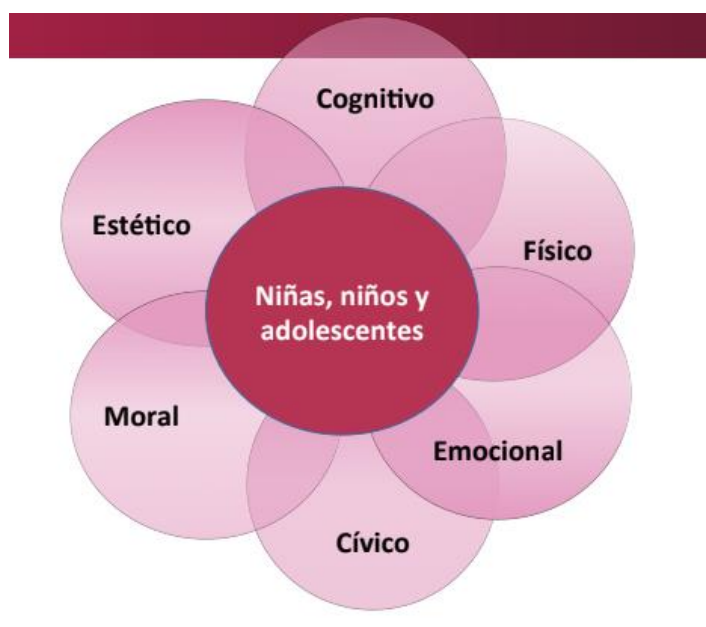 Cognitivo
Estético
Físico
Niñas, niños y
adolescentes
Moral
Emocional
Cívico